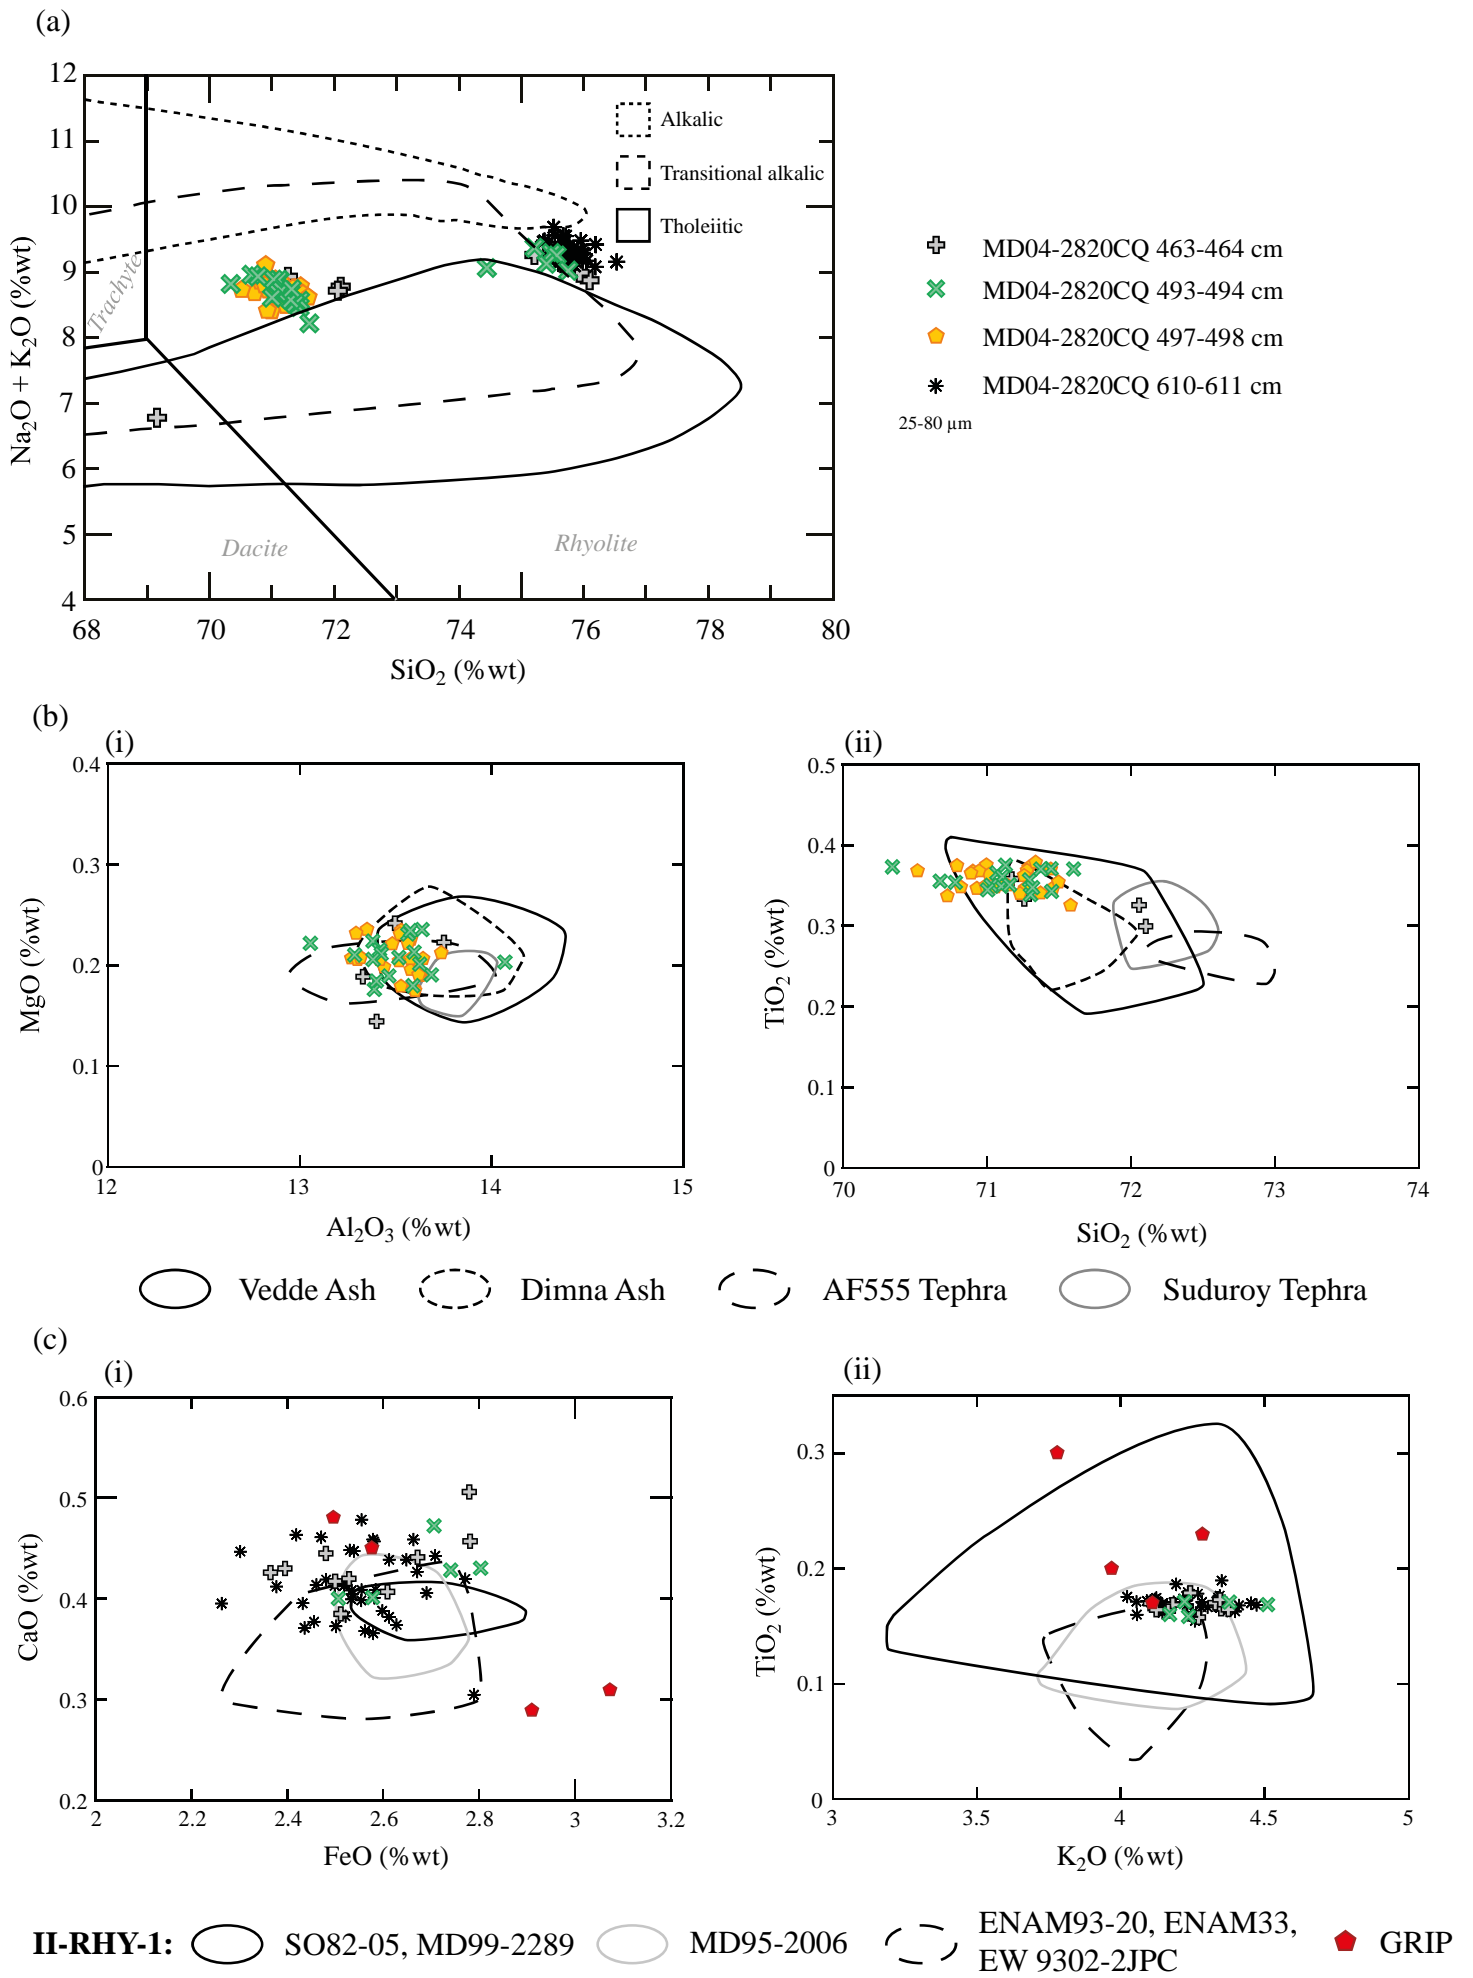 (a)
12
11
10
9
8
7
6
5
4
Na₂O + K₂O (%wt)
Alkalic
Transitional alkalic
Tholeiitic
Trachyte
Dacite
Rhyolite
68 70 72 74 76 78 80
SiO₂ (%wt)
MD04-2820CQ 463-464 cm
MD04-2820CQ 493-494 cm
MD04-2820CQ 497-498 cm
MD04-2820CQ 610-611 cm
25-80 µm
(b)
(i)
0.4
0.3
0.2
0.1
0
MgO (%wt)
12 13 14 15
Al₂O₃ (%wt)
(ii)
0.5
0.4
0.3
0.2
0.1
0
TiO₂ (%wt)
70 71 72 73 74
SiO₂ (%wt)
Vedde Ash Dimna Ash AF555 Tephra Suduroy Tephra
(c)
(i)
0.6
0.5
0.4
0.3
0.2
CaO (%wt)
2 2.2 2.4 2.6 2.8 3 3.2
FeO (%wt)
(ii)
0.3
0.2
0.1
0
TiO₂ (%wt)
3 3.5 4 4.5 5
K₂O (%wt)
II-RHY-1: SO82-05, MD99-2289 MD95-2006 ENAM93-20, ENAM33,
EW 9302-2JPC GRIP